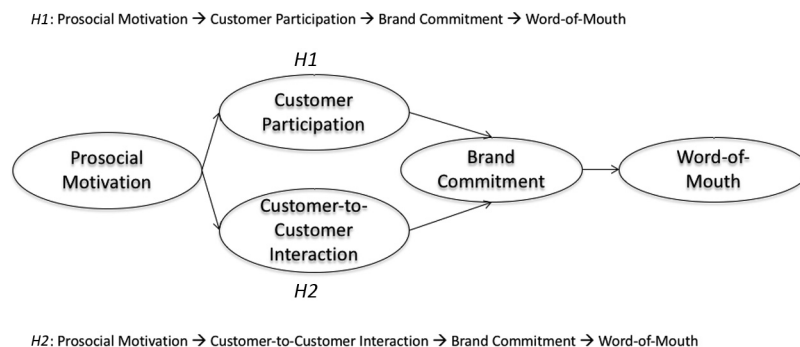 H1: Prosocial Motivation → Customer Participation → Brand Commitment → Word-of-Mouth
H1
Customer
Participation
Prosocial
Motivation
Brand
Commitment
Word-of-
Mouth
Customer-to-
Customer
Interaction
H2
H2: Prosocial Motivation → Customer-to-Customer Interaction → Brand Commitment → Word-of-Mouth